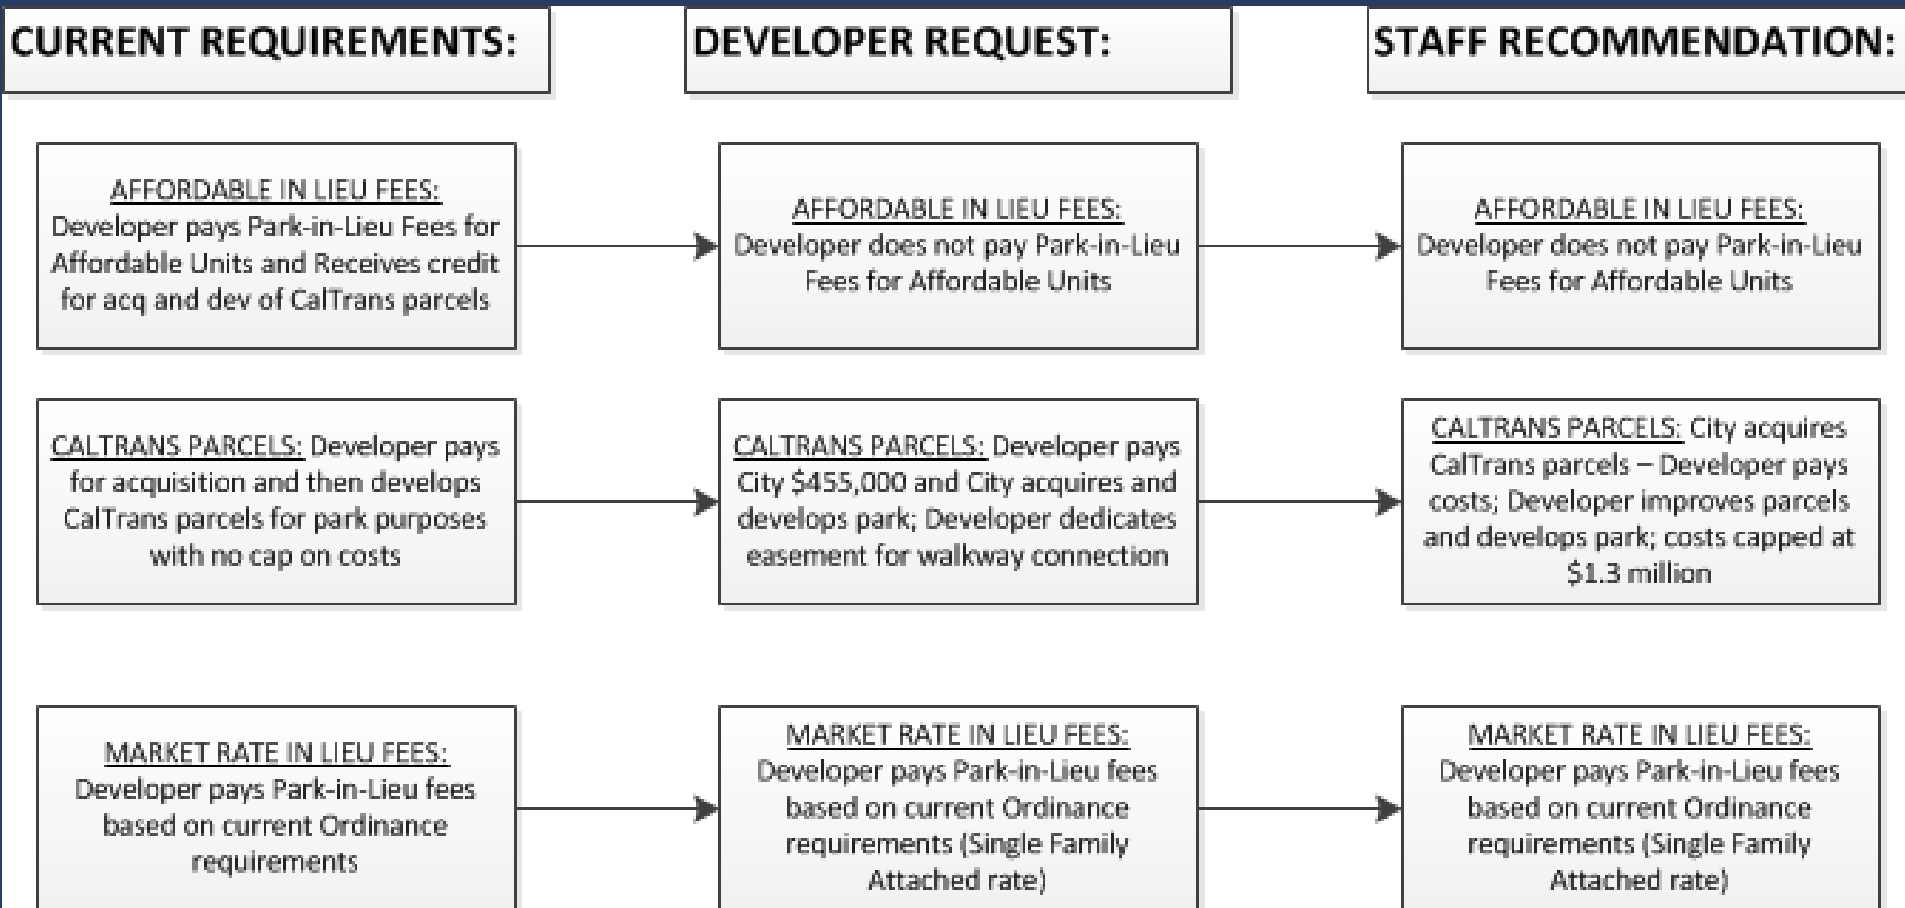 CURRENT REQUIREMENTS:
DEVELOPER REQUEST:
STAFF RECOMMENDATION:
AFFORDABLE IN LIEU FEES:
Developer pays Park-in-Lieu Fees for
Affordable Units and Receives credit
for acq and dev of CalTrans parcels
AFFORDABLE IN LIEU FEES:
Developer does not pay Park-in-Lieu
Fees for Affordable Units
AFFORDABLE IN LIEU FEES:
Developer does not pay Park-in-Lieu
Fees for Affordable Units
CALTRANS PARCELS: Developer pays
for acquisition and then develops
CalTrans parcels for park purposes
with no cap on costs
CALTRANS PARCELS: Developer pays
City $455,000 and City acquires and
develops park; Developer dedicates
easement for walkway connection
CALTRANS PARCELS: City acquires
CalTrans parcels – Developer pays
costs; Developer improves parcels
and develops park; costs capped at
$1.3 million
MARKET RATE IN LIEU FEES:
Developer pays Park-in-Lieu fees
based on current Ordinance
requirements
MARKET RATE IN LIEU FEES:
Developer pays Park-in-Lieu fees
based on current Ordinance
requirements (Single Family
Attached rate)
MARKET RATE IN LIEU FEES:
Developer pays Park-in-Lieu fees
based on current Ordinance
requirements (Single Family
Attached rate)